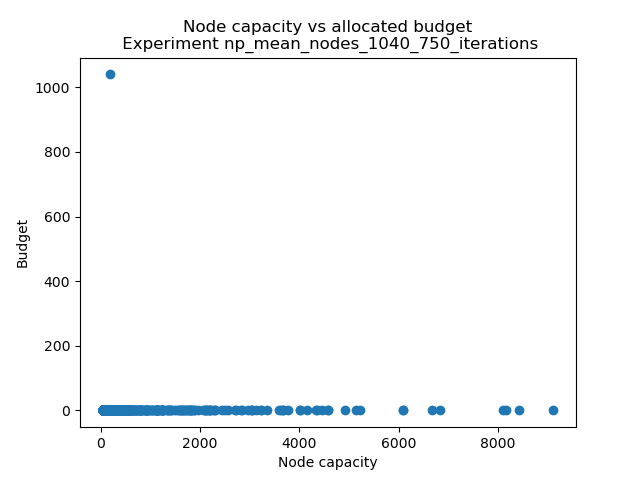 Node capacity vs allocated budget
Experiment np_mean_nodes_1040_750_iterations
1000
800
600
400
200
0
Budget
0 2000 4000 6000 8000
Node capacity